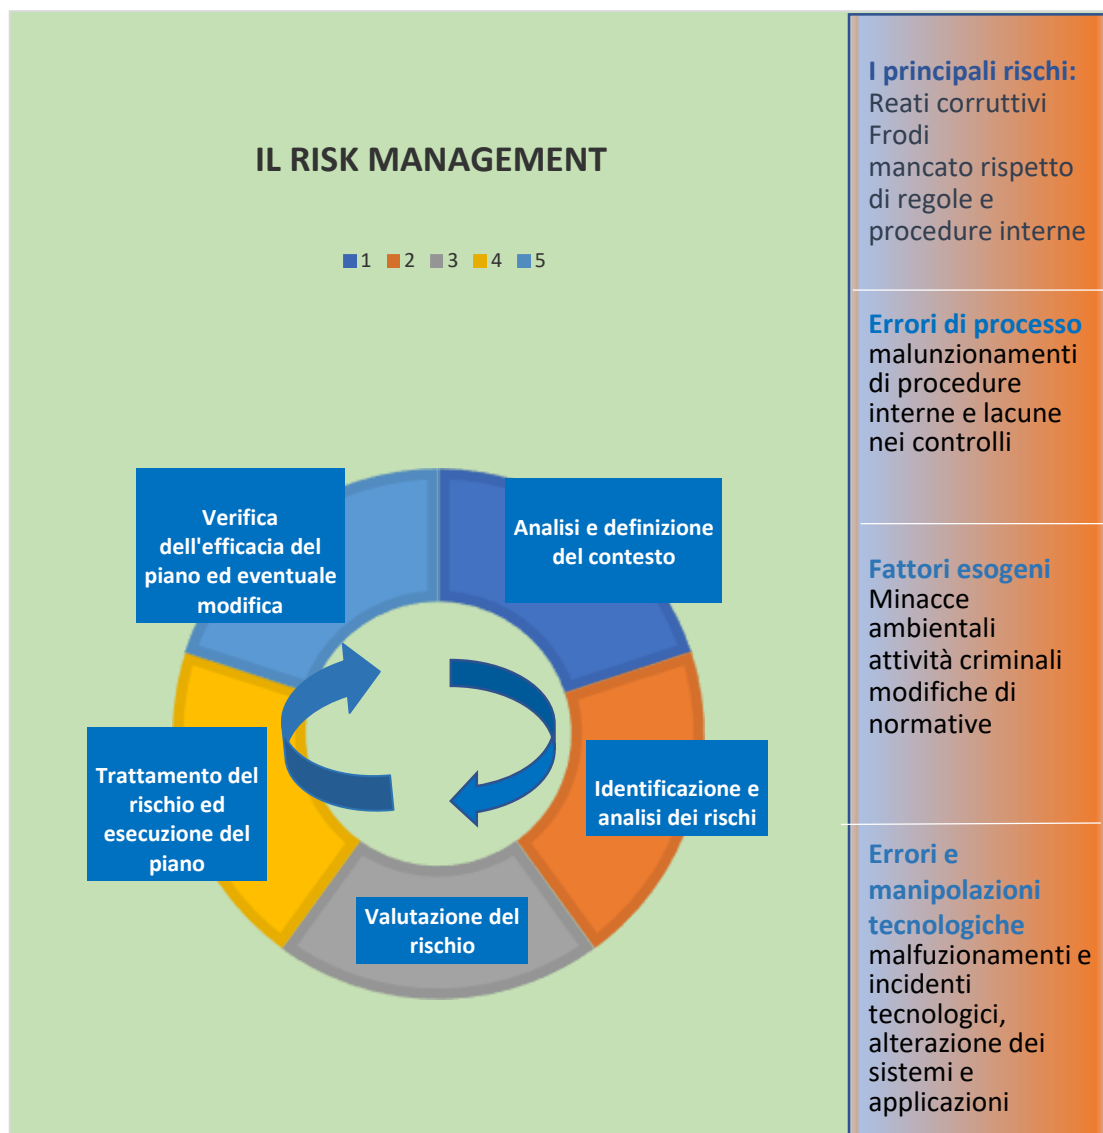 IL RISK MANAGEMENT
1 2 3 4 5
Verifica
dell'efficacia del
piano ed eventuale
modifica
Analisi e definizione
del contesto
Trattamento del
rischio ed
esecuzione del
piano
Identificazione e
analisi dei rischi
Valutazione del
rischio
I principali rischi:
Reati corruttivi
Frodi
mancato rispetto
di regole e
procedure interne
Errori di processo
malunzionamenti
di procedure
interne e lacune
nei controlli
Fattori esogeni
Minacce
ambientali
attività criminali
modifiche di
normative
Errori e
manipolazioni
tecnologiche
malfuzionamenti e
incidenti
tecnologici,
alterazione dei
sistemi e
applicazioni